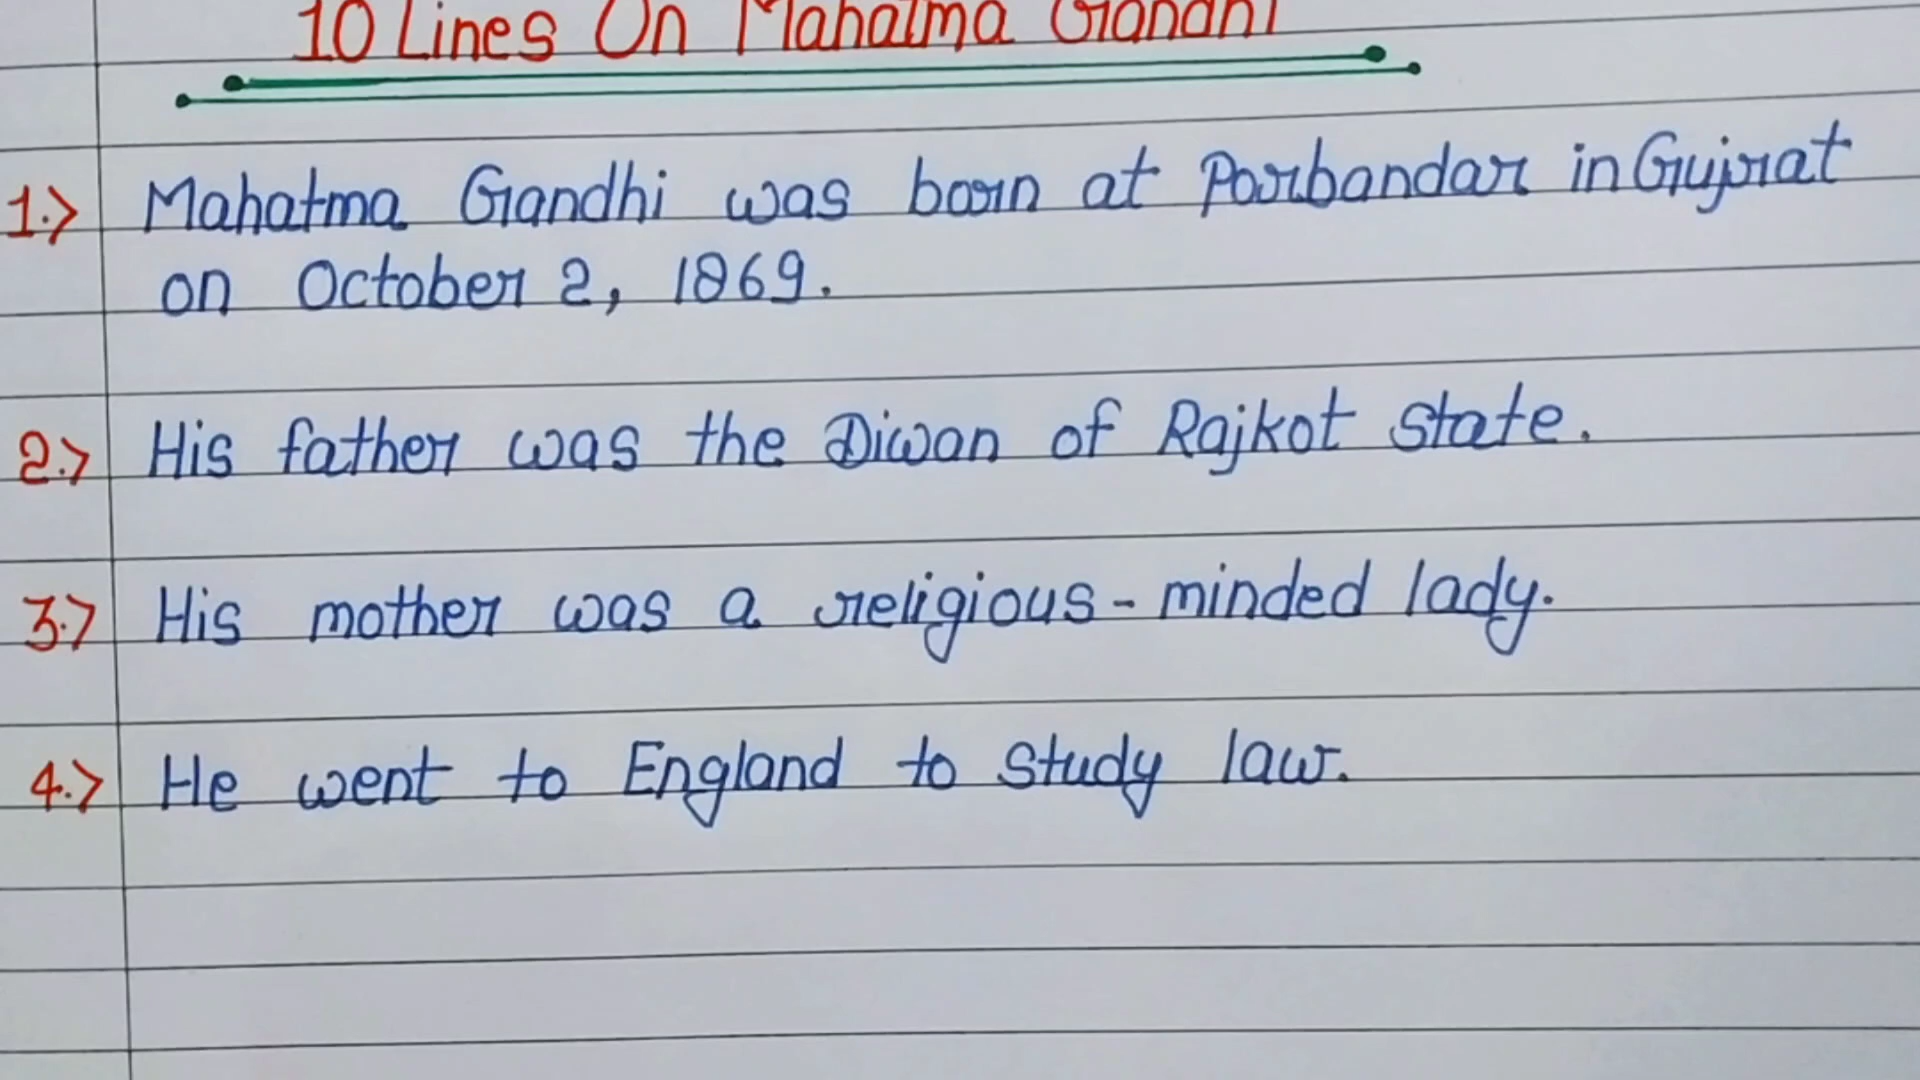 10 Lines On Mahatma Gandhi
1.> Mahatma Gandhi was born at Porbandar in Gujrat
on October 2, 1869.
2.> His father was the Diwan of Rajkot State.
3.> His mother was a religious-minded lady.
4.> He went to England to study law.